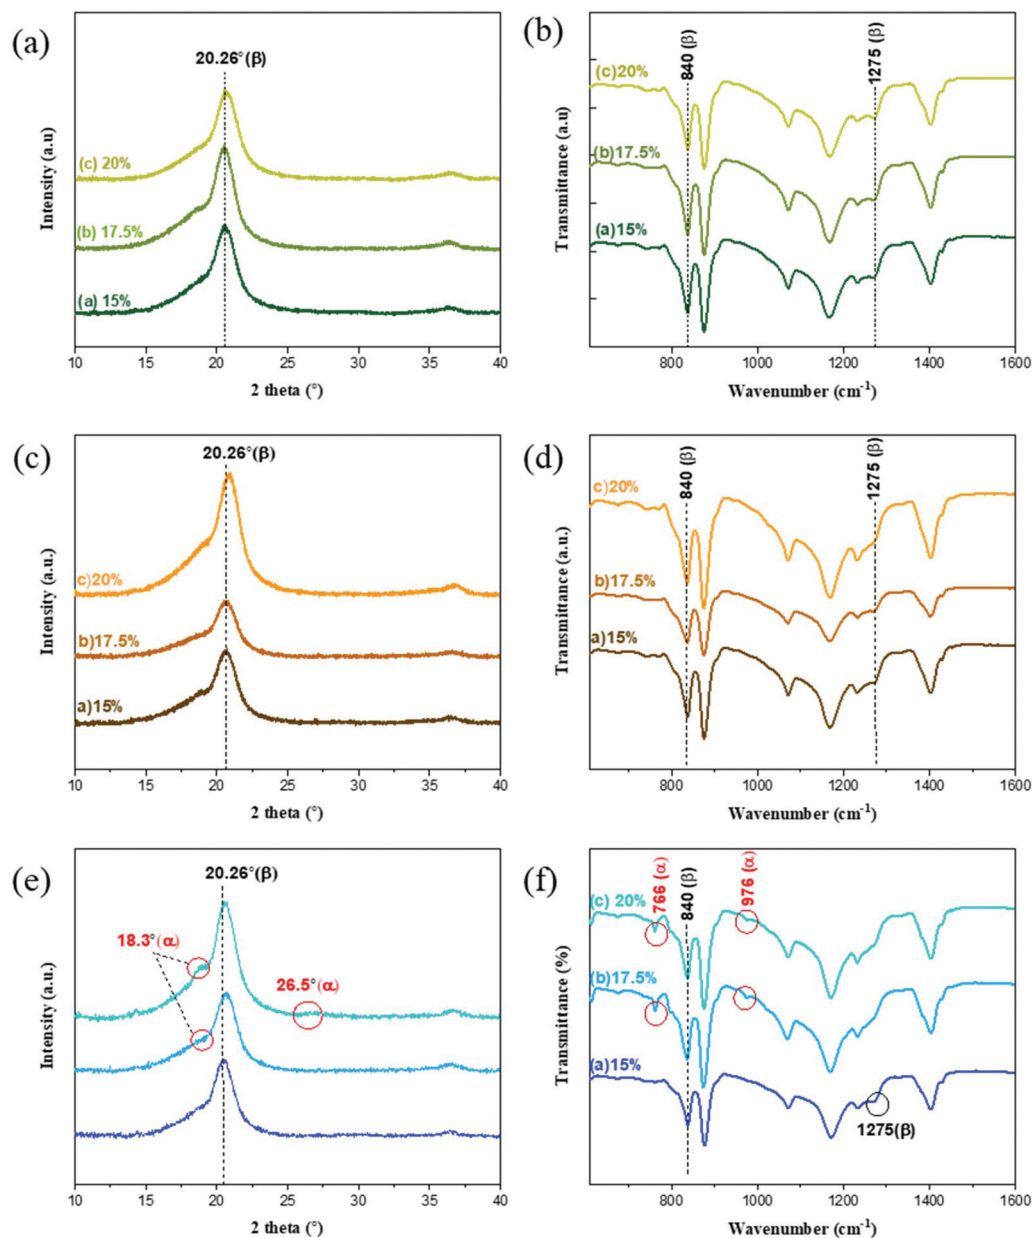 (a)
20.26°(β)
(c) 20%
(b) 17.5%
(a) 15%
Intensity (a.u)
10 15 20 25 30 35 40
2 theta (°)
(b)
840 (β)
1275 (β)
(c)20%
(b)17.5%
(a)15%
Transmittance (a.u)
800 1000 1200 1400 1600
Wavenumber (cm⁻¹)
(c)
20.26°(β)
c)20%
b)17.5%
a)15%
Intensity (a.u.)
10 15 20 25 30 35 40
2 theta (°)
(d)
840 (β)
1275 (β)
c)20%
b)17.5%
a)15%
Transmittance (a.u.)
800 1000 1200 1400 1600
Wavenumber (cm⁻¹)
(e)
20.26°(β)
18.3°(α)
26.5°(α)
Intensity (a.u.)
10 15 20 25 30 35 40
2 theta (°)
(f)
766 (α)
840 (β)
976 (α)
(c) 20%
(b)17.5%
(a)15%
1275(β)
Transmittance (%)
800 1000 1200 1400 1600
Wavenumber (cm⁻¹)